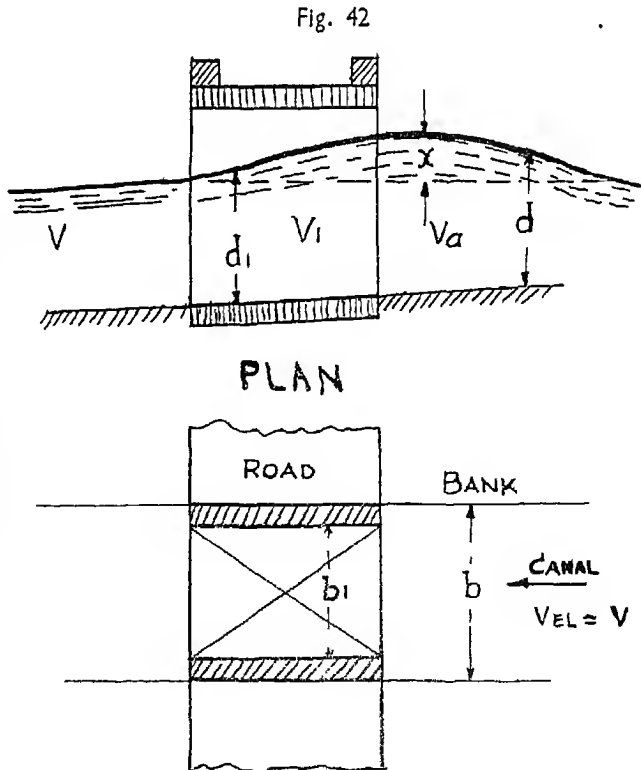 Fig. 42
x
V
V1
Va
d1
d
PLAN
ROAD
BANK
b1
b
CANAL
VEL = V